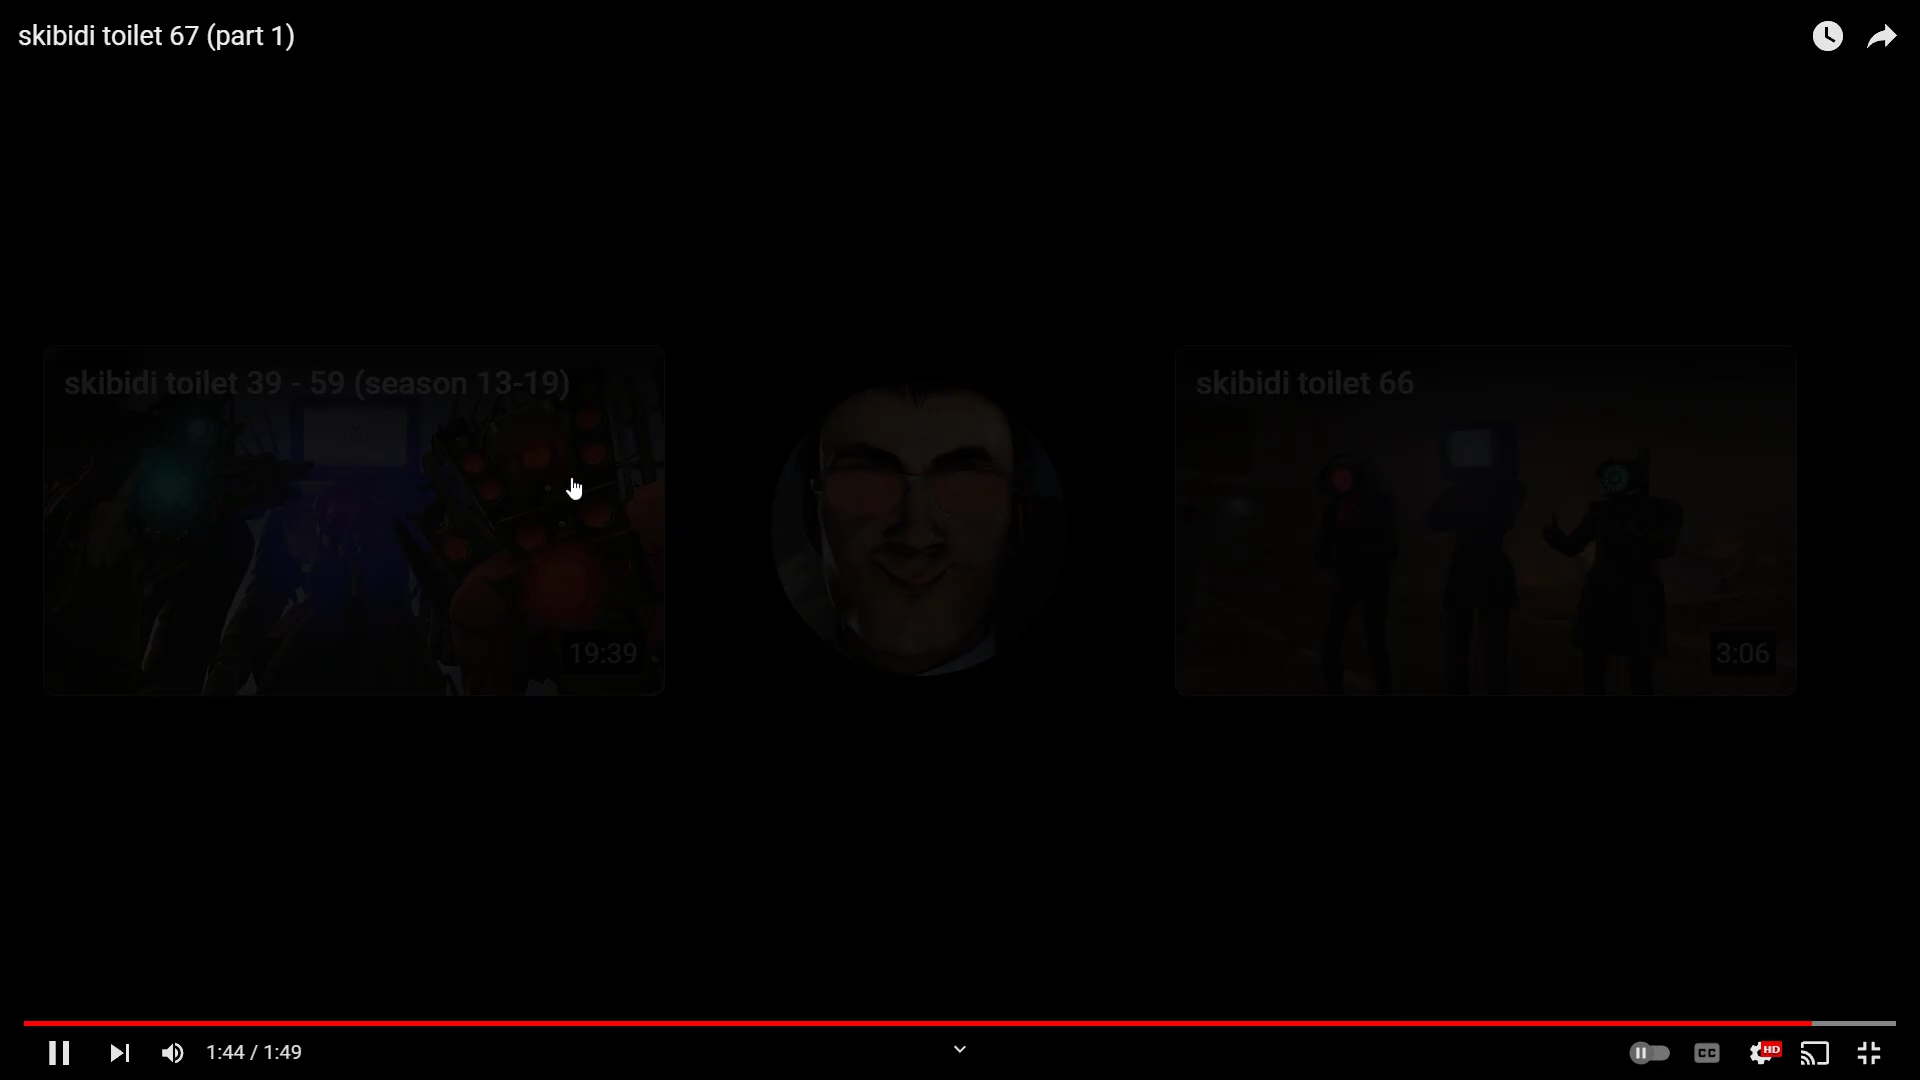 skibidi toilet 67 (part 1)
skibidi toilet 39 - 59 (season 13-19)
19:39
skibidi toilet 66
3:06
1:44 / 1:49
CC
HD